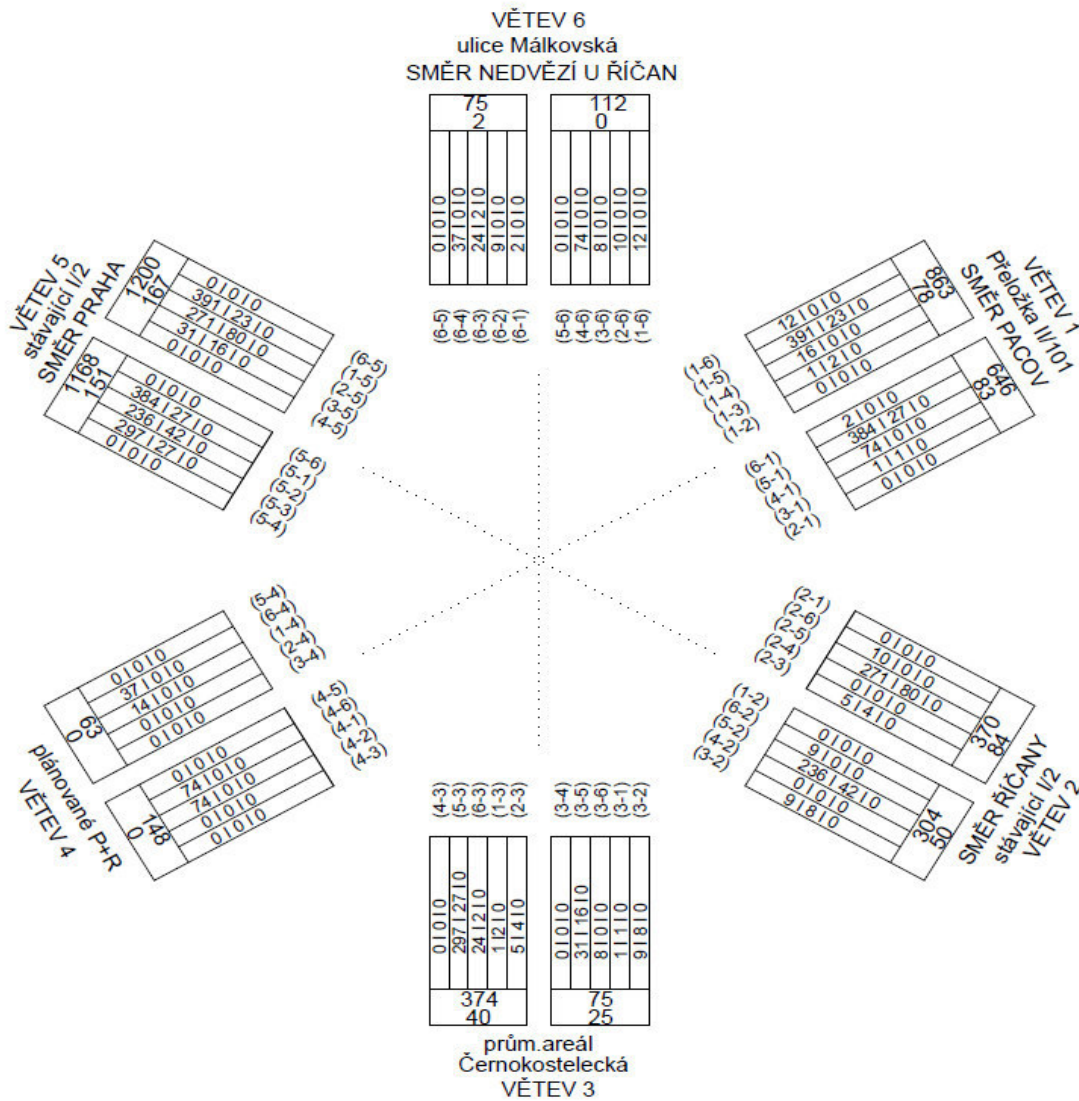 VĚTEV 6
ulice Málkovská
SMĚR NEDVĚZÍ U ŘÍČAN
75
2
0 I 0 I 0
37 I 0 I 0
24 I 2 I 0
9 I 0 I 0
2 I 0 I 0
(6-5)
(6-4)
(6-3)
(6-2)
(6-1)
112
0
0 I 0 I 0
74 I 0 I 0
8 I 0 I 0
10 I 0 I 0
12 I 0 I 0
(5-6)
(4-6)
(3-6)
(2-6)
(1-6)
VĚTEV 5
stávající I/2
SMĚR PRAHA
1200
167
0 I 0 I 0
391 I 23 I 0
271 I 80 I 0
31 I 16 I 0
0 I 0 I 0
(6-5)
(1-5)
(2-5)
(3-5)
(4-5)
1168
151
0 I 0 I 0
384 I 27 I 0
236 I 42 I 0
297 I 27 I 0
0 I 0 I 0
(5-6)
(5-1)
(5-2)
(5-3)
(5-4)
VĚTEV 1
Přeložka II/101
SMĚR PACOV
863
78
12 I 0 I 0
391 I 23 I 0
16 I 0 I 0
1 I 2 I 0
0 I 0 I 0
(1-6)
(1-5)
(1-4)
(1-3)
(1-2)
646
83
2 I 0 I 0
384 I 27 I 0
74 I 0 I 0
1 I 1 I 0
0 I 0 I 0
(6-1)
(5-1)
(4-1)
(3-1)
(2-1)
(5-4)
(6-4)
(1-4)
(2-4)
(3-4)
0 I 0 I 0
37 I 0 I 0
14 I 0 I 0
0 I 0 I 0
0 I 0 I 0
63
0
(4-5)
(4-6)
(4-1)
(4-2)
(4-3)
0 I 0 I 0
74 I 0 I 0
74 I 0 I 0
0 I 0 I 0
0 I 0 I 0
148
0
plánované P+R
VĚTEV 4
(2-1)
(2-6)
(2-5)
(2-4)
(2-3)
0 I 0 I 0
10 I 0 I 0
271 I 80 I 0
0 I 0 I 0
5 I 4 I 0
370
84
(1-2)
(6-2)
(5-2)
(4-2)
(3-2)
0 I 0 I 0
9 I 0 I 0
236 I 42 I 0
0 I 0 I 0
9 I 8 I 0
304
50
SMĚR ŘÍČANY
stávající I/2
VĚTEV 2
(4-3)
(5-3)
(6-3)
(1-3)
(2-3)
0 I 0 I 0
297 I 27 I 0
24 I 2 I 0
1 I 2 I 0
5 I 4 I 0
374
40
(3-4)
(3-5)
(3-6)
(3-1)
(3-2)
0 I 0 I 0
31 I 16 I 0
8 I 0 I 0
1 I 1 I 0
9 I 8 I 0
75
25
prům.areál
Černokostelecká
VĚTEV 3